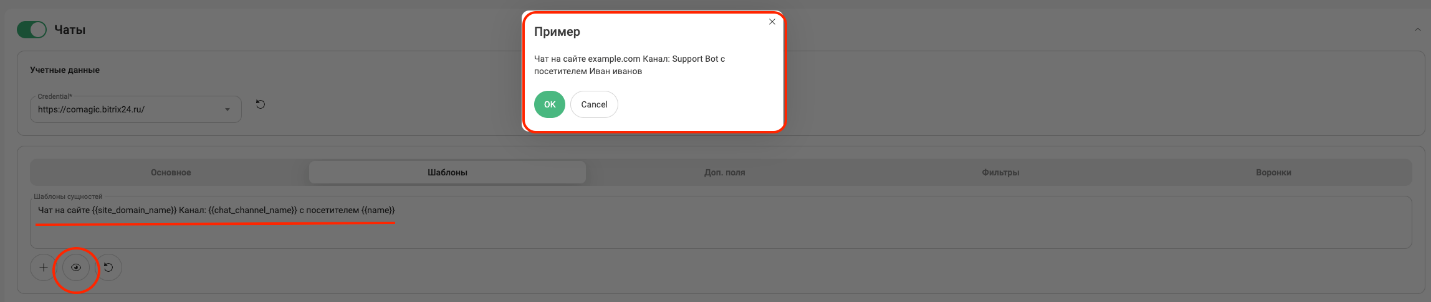 Чаты
Пример
Чат на сайте example.com Канал: Support Bot с
посетителем Иван иванов
OK
Cancel
Учетные данные
Credential*
https://comagic.bitrix24.ru/
Основное
Шаблоны
Доп. поля
Фильтры
Воронки
Шаблоны сущностей
Чат на сайте {{site_domain_name}} Канал: {{chat_channel_name}} с посетителем {{name}}